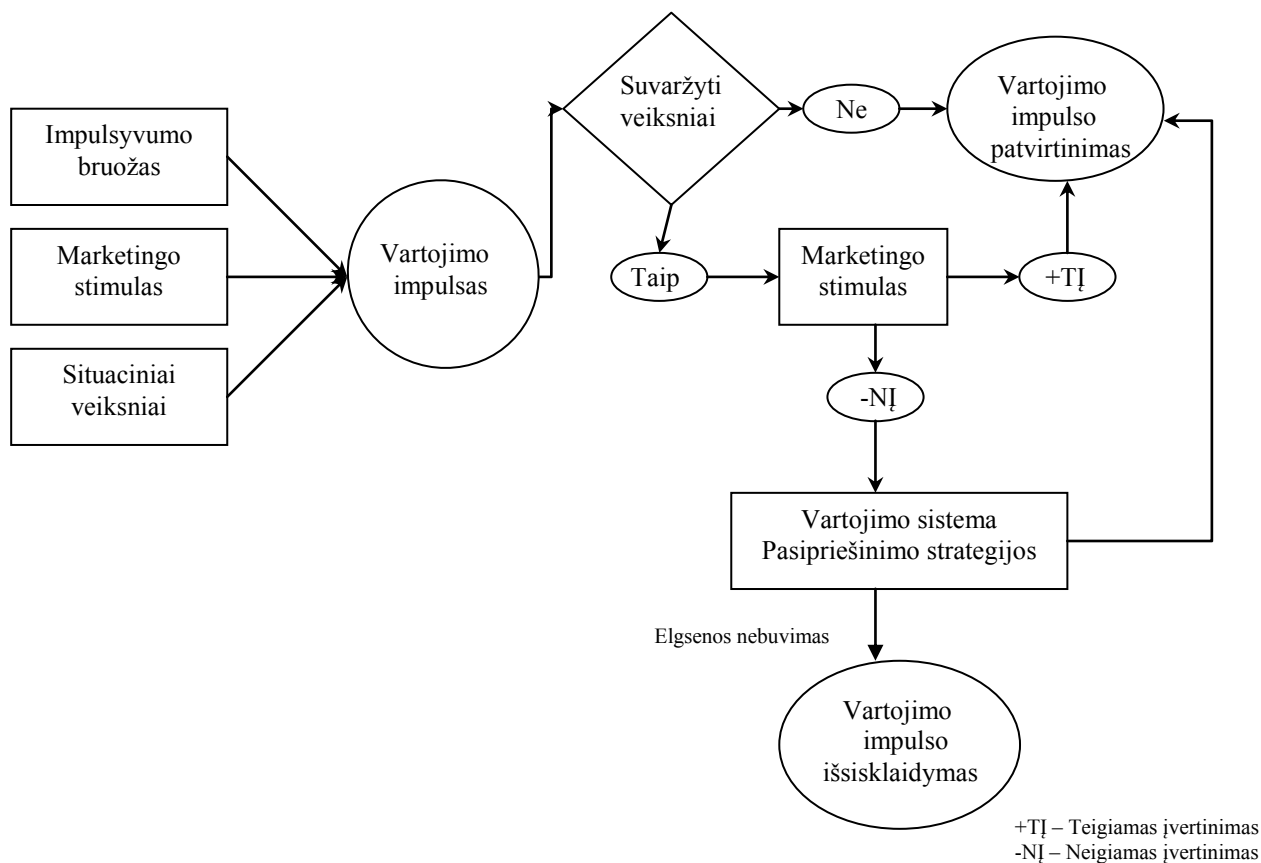 Impulsyvumo
bruožas
Marketingo
stimulas
Situaciniai
veiksniai
Vartojimo
impulsas
Suvaržyti
veiksniai
Ne
Vartojimo
impulso
patvirtinimas
Taip
Marketingo
stimulas
+TĮ
-NĮ
Vartojimo sistema
Pasipriešinimo strategijos
Elgsenos nebuvimas
Vartojimo
impulso
išsisklaidymas
+TĮ – Teigiamas įvertinimas
-NĮ – Neigiamas įvertinimas